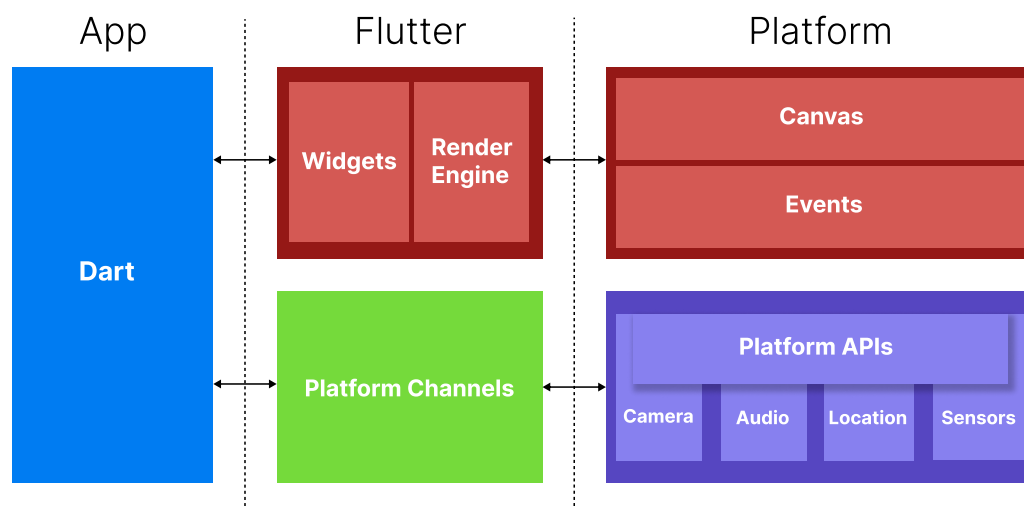 App
Flutter
Platform
Dart
Widgets
Render
Engine
Canvas
Events
Platform Channels
Platform APIs
Camera
Audio
Location
Sensors